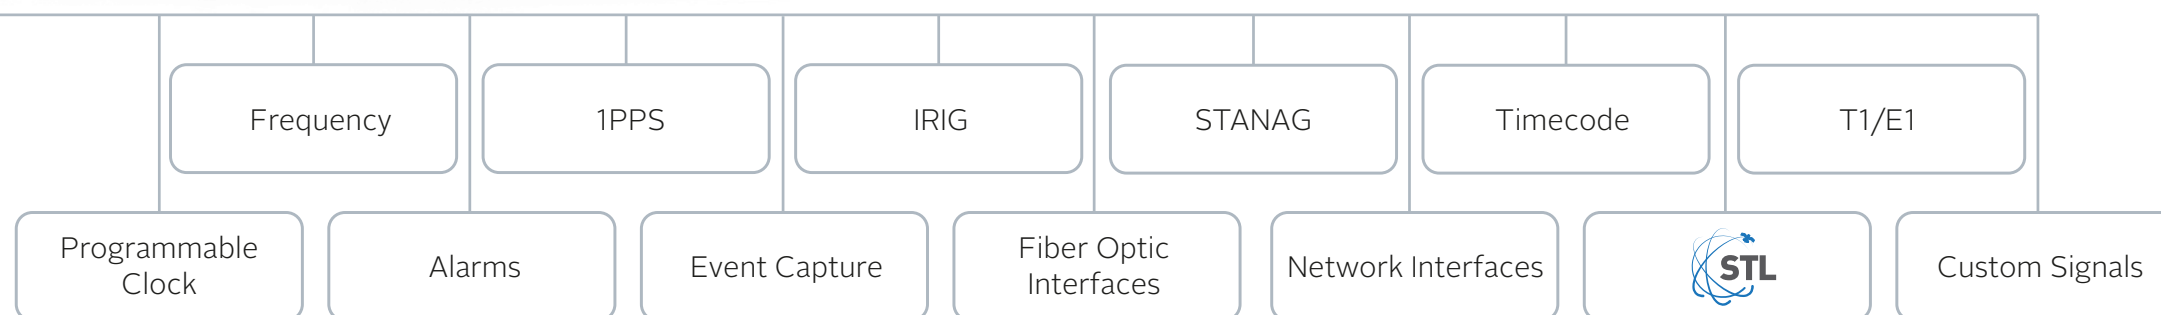 Frequency
1PPS
IRIG
STANAG
Timecode
T1/E1
Programmable
Clock
Alarms
Event Capture
Fiber Optic
Interfaces
Network Interfaces
STL
Custom Signals